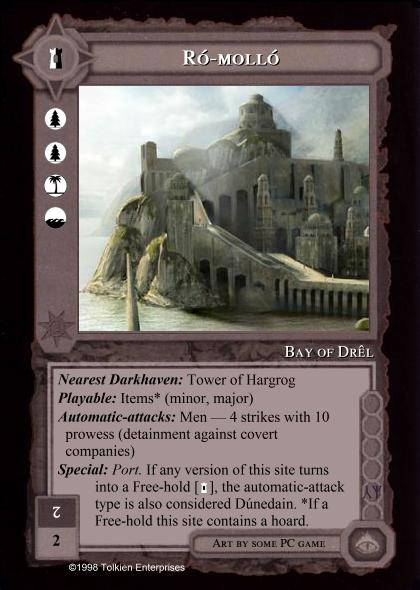 Ró-molló
Bay of Drêl
Nearest Darkhaven: Tower of Hargrog
Playable: Items* (minor, major)
Automatic-attacks: Men — 4 strikes with 10
prowess (detainment against covert
companies)
Special: Port. If any version of this site turns
into a Free-hold [ ], the automatic-attack
type is also considered Dúnedain. *If a
Free-hold this site contains a hoard.
2
2
Art by some PC game
©1998 Tolkien Enterprises